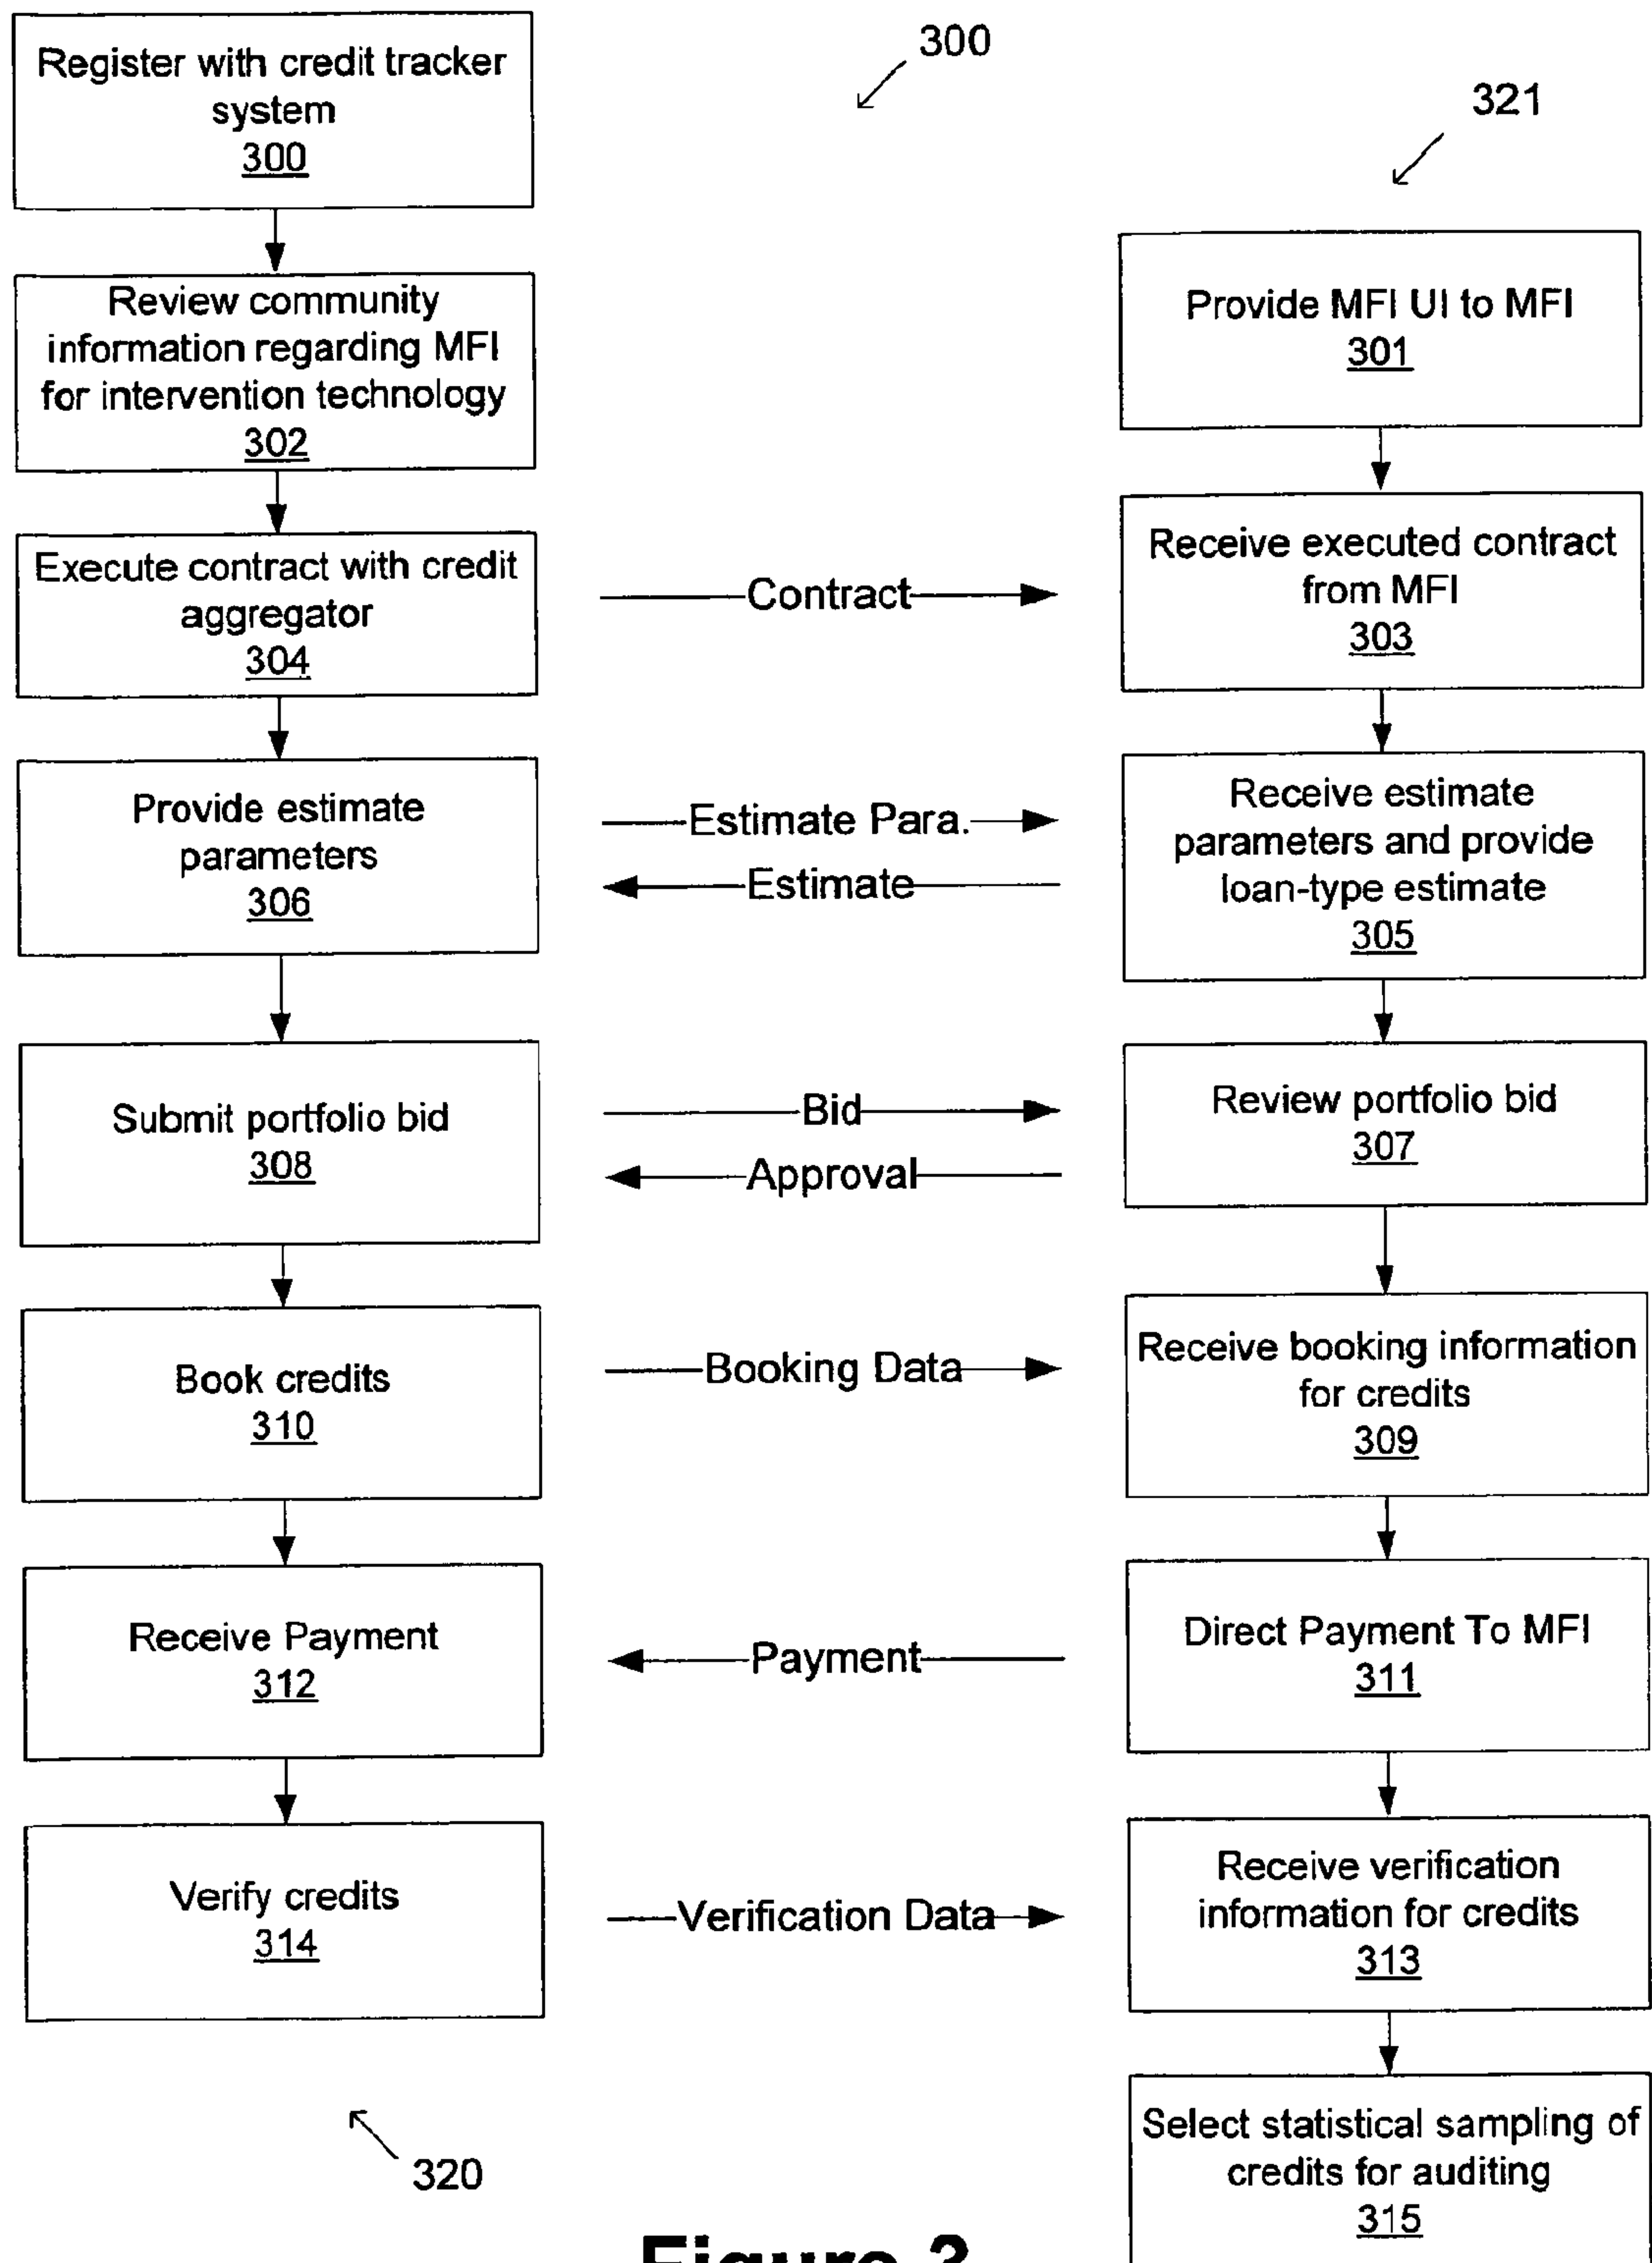 Register with credit tracker
system
300
Review community
information regarding MFI
for intervention technology
302
Execute contract with credit
aggregator
304
Provide estimate
parameters
306
Submit portfolio bid
308
Book credits
310
Receive Payment
312
Verify credits
314
320
300
Contract
Estimate Para.
Estimate
Bid
Approval
Booking Data
Payment
Verification Data
321
Provide MFI UI to MFI
301
Receive executed contract
from MFI
303
Receive estimate
parameters and provide
loan-type estimate
305
Review portfolio bid
307
Receive booking information
for credits
309
Direct Payment To MFI
311
Receive verification
information for credits
313
Select statistical sampling of
credits for auditing
315
Figure 3